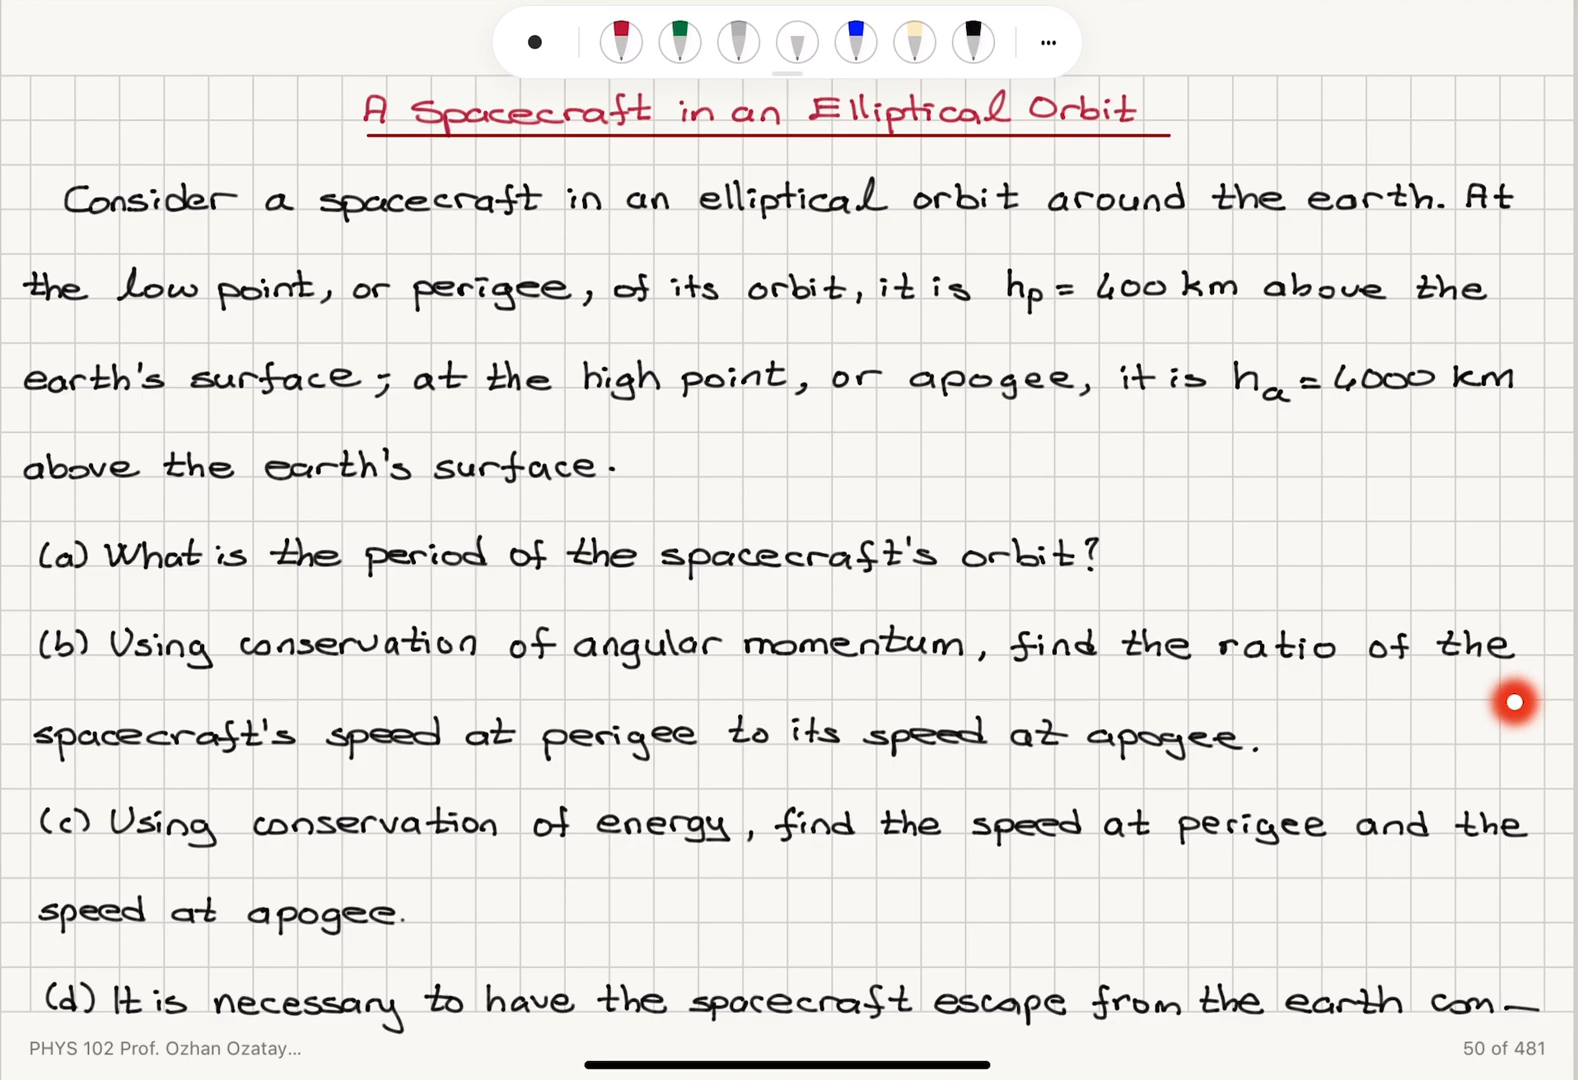 A Spacecraft in an Elliptical Orbit
Consider a spacecraft in an elliptical orbit around the earth. At
the low point, or perigee, of its orbit, it is hp = 400 km above the
earth's surface; at the high point, or apogee, it is ha = 4000 km
above the earth's surface.
(a) What is the period of the spacecraft's orbit?
(b) Using conservation of angular momentum, find the ratio of the
spacecraft's speed at perigee to its speed at apogee.
(c) Using conservation of energy, find the speed at perigee and the
speed at apogee.
(d) It is necessary to have the spacecraft escape from the earth com-
PHYS 102 Prof. Ozhan Ozatay...
50 of 481